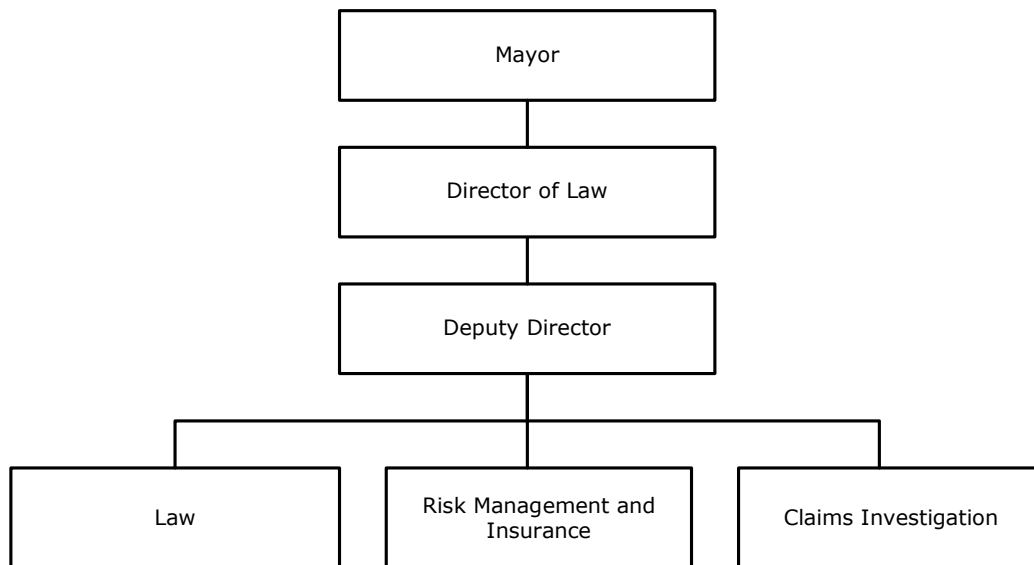 Mayor
Director of Law
Deputy Director
Law
Risk Management and
Insurance
Claims Investigation